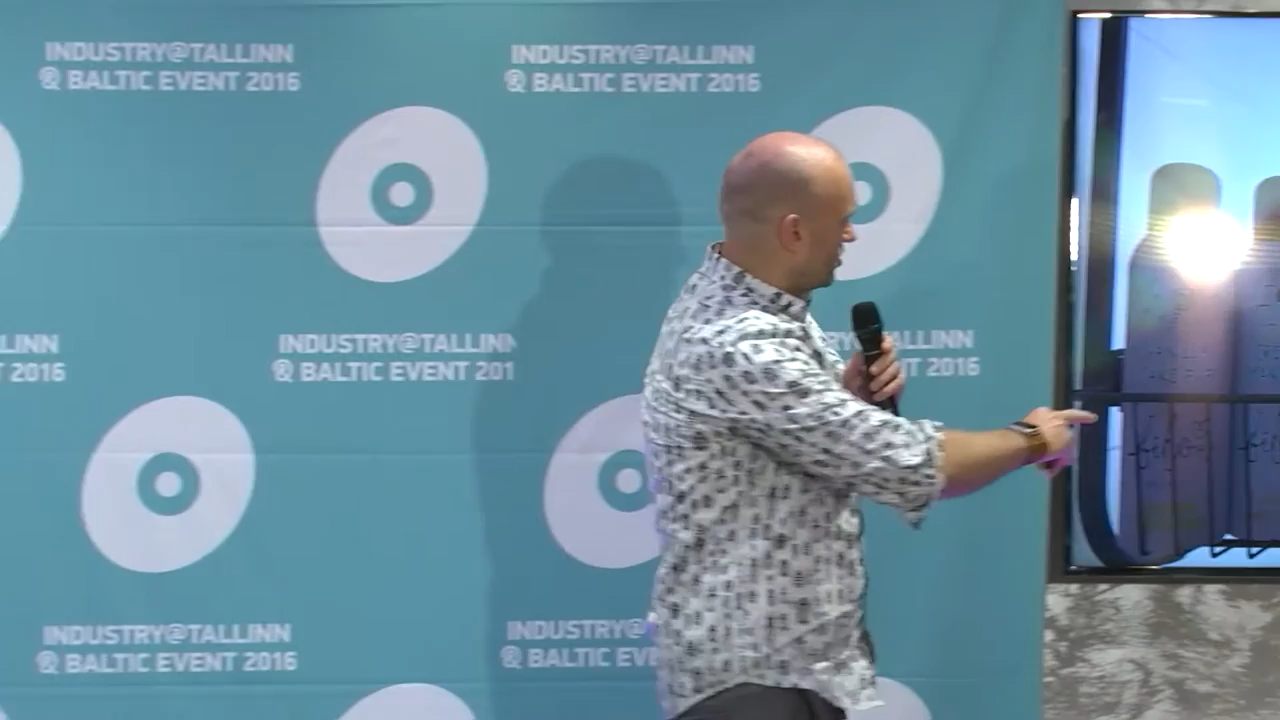 INDUSTRY@TALLINN
& BALTIC EVENT 2016
INDUSTRY@TALLINN
& BALTIC EVENT 2016
LINN
T 2016
INDUSTRY@TALLINN
& BALTIC EVENT 201
TALLINN
T 2016
INDUSTRY@TALLINN
& BALTIC EVENT 2016
INDUSTRY@
& BALTIC EVE